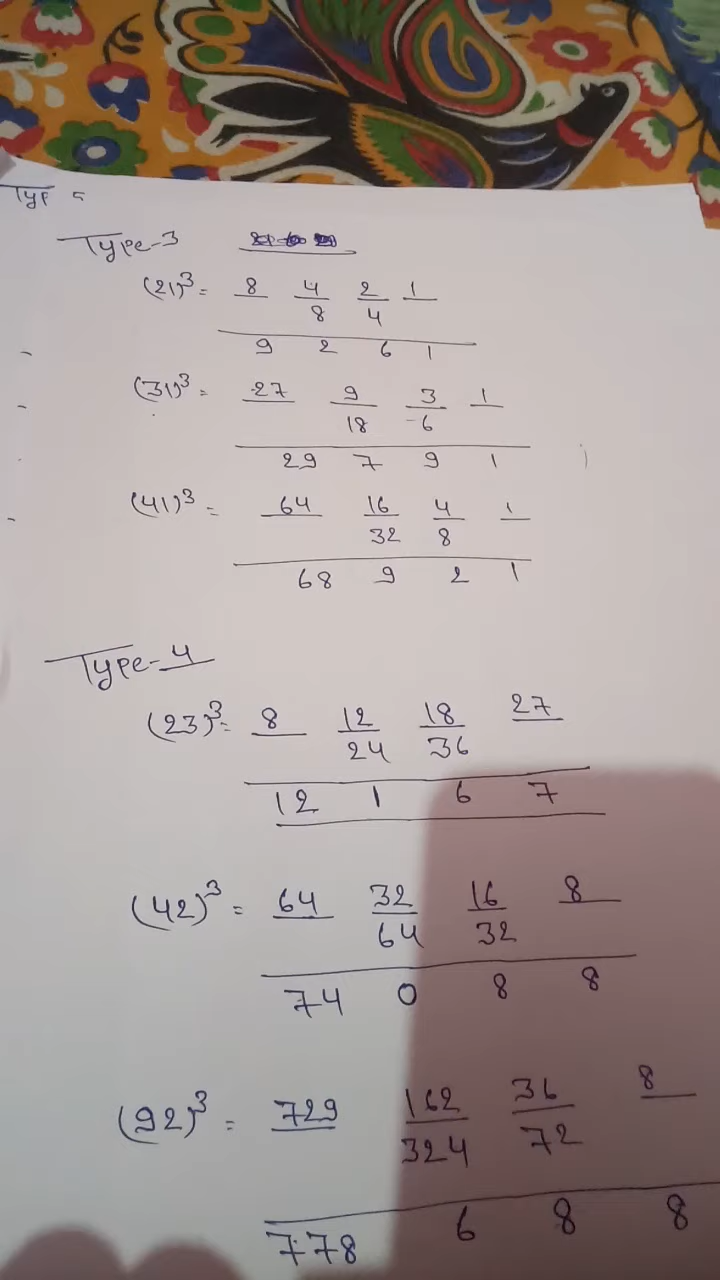 Typ
Type-3
(21)³ = 8 4 2 1
8 4
9 2 6 1
(31)³ = 27 9 3 1
18 6
29 7 9 1
(41)³ = 64 16 4 1
32 8
68 9 2 1
Type-4
(23)³= 8 12 18 27
24 36
12 1 6 7
(42)³ = 64 32 16 8
64 32
74 0 8 8
(92)³ = 729 162 36 8
324 72
778 6 8 8